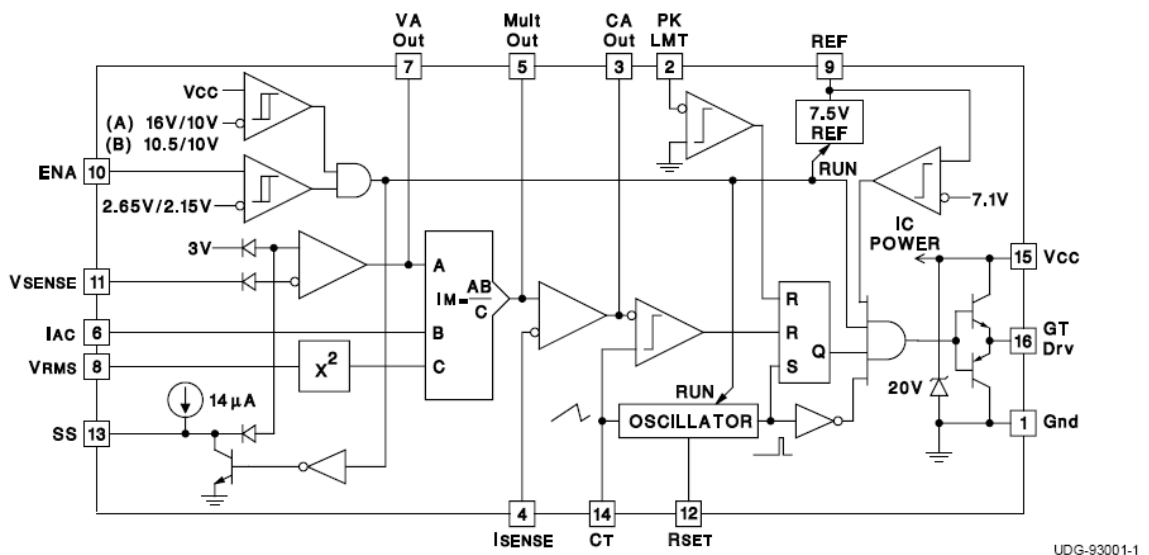 VA Out
7
Mult Out
5
CA Out
3
PK LMT
2
REF
9
VCC
(A) 16V/10V
(B) 10.5/10V
ENA
10
2.65V/2.15V
7.5V
REF
RUN
7.1V
IC POWER
15
VCC
3V
VSENSE
11
A
IM=AB/C
IAC
6
B
VRMS
8
X²
C
R
R
S
Q
16
GT Drv
20V
14 μA
SS
13
RUN
OSCILLATOR
1
Gnd
4
ISENSE
14
CT
12
RSET
UDG-93001-1